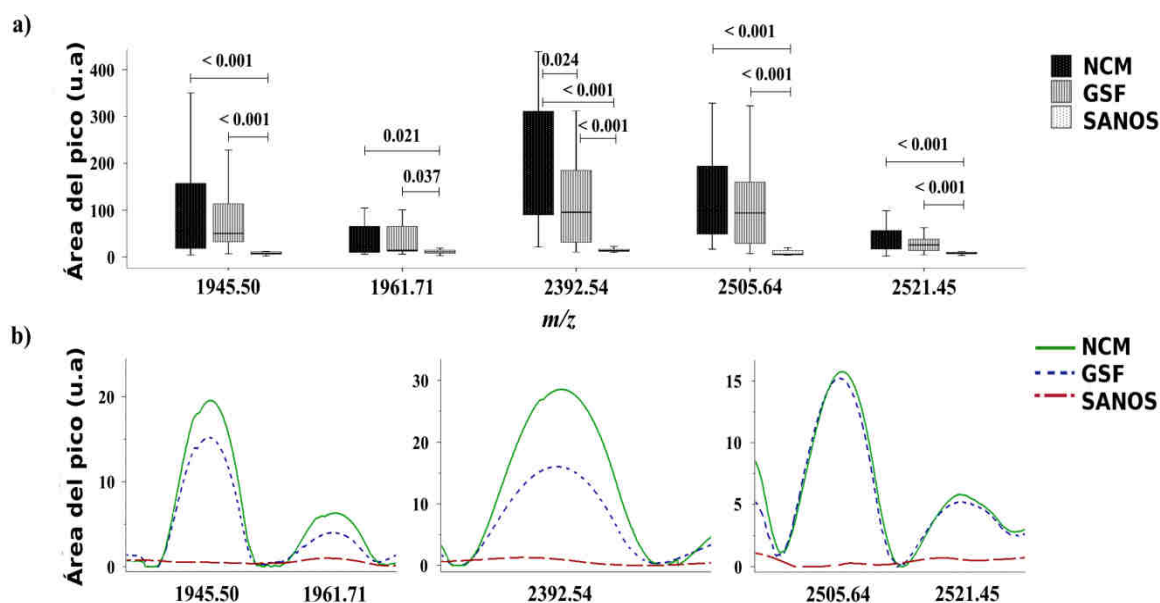 a)
Área del pico (u.a)
400
300
200
100
0
< 0.001
< 0.001
0.021
0.037
0.024
< 0.001
< 0.001
< 0.001
< 0.001
< 0.001
< 0.001
NCM
GSF
SANOS
1945.50 1961.71 2392.54 2505.64 2521.45
m/z
b)
Área del pico (u.a)
20
10
0
30
20
10
0
15
10
5
0
NCM
GSF
SANOS
1945.50 1961.71 2392.54 2505.64 2521.45